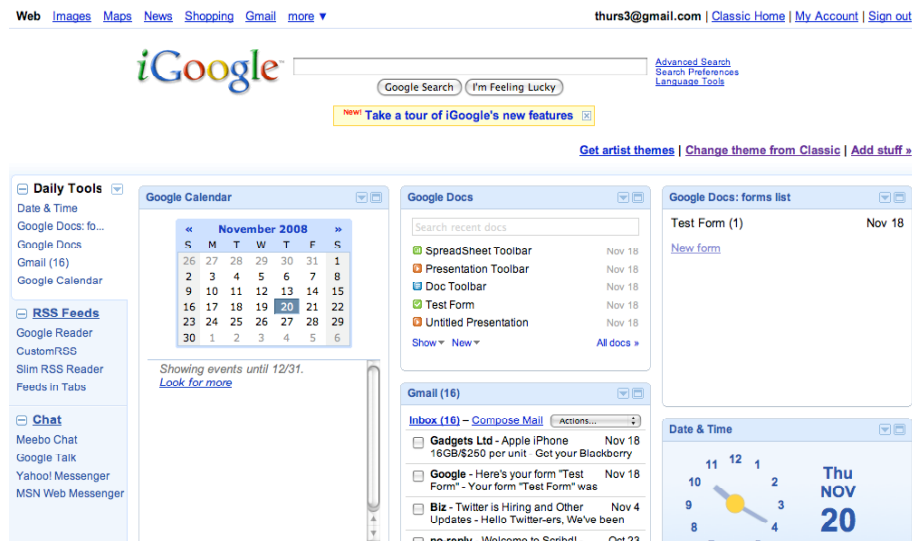 Web Images Maps News Shopping Gmail more ▼
thurs3@gmail.com | Classic Home | My Account | Sign out
iGoogle™
Advanced Search
Search Preferences
Language Tools
Google Search I'm Feeling Lucky
New! Take a tour of iGoogle's new features
Get artist themes | Change theme from Classic | Add stuff »
Daily Tools
Date & Time
Google Docs: fo...
Google Docs
Gmail (16)
Google Calendar
RSS Feeds
Google Reader
CustomRSS
Slim RSS Reader
Feeds in Tabs
Chat
Meebo Chat
Google Talk
Yahoo! Messenger
MSN Web Messenger
Google Calendar
« November 2008 »
S M T W T F S
26 27 28 29 30 31 1
2 3 4 5 6 7 8
9 10 11 12 13 14 15
16 17 18 19 20 21 22
23 24 25 26 27 28 29
30 1 2 3 4 5 6
Showing events until 12/31.
Look for more
Google Docs
Search recent docs
SpreadSheet Toolbar Nov 18
Presentation Toolbar Nov 18
Doc Toolbar Nov 18
Test Form Nov 18
Untitled Presentation Nov 18
Show New All docs »
Gmail (16)
Inbox (16) – Compose Mail Actions...
Gadgets Ltd - Apple iPhone Nov 18
16GB/$250 per unit Get your Blackberry
Google - Here's your form "Test Nov 18
Form" - Your form "Test Form" was
Biz - Twitter is Hiring and Other Nov 4
Updates - Hello Twitter-ers, We've been
no-reply - Welcome to Scribd! Oct 23
Google Docs: forms list
Test Form (1) Nov 18
New form
Date & Time
11 12 1
10 2
9 3
8 4
Thu
NOV
20